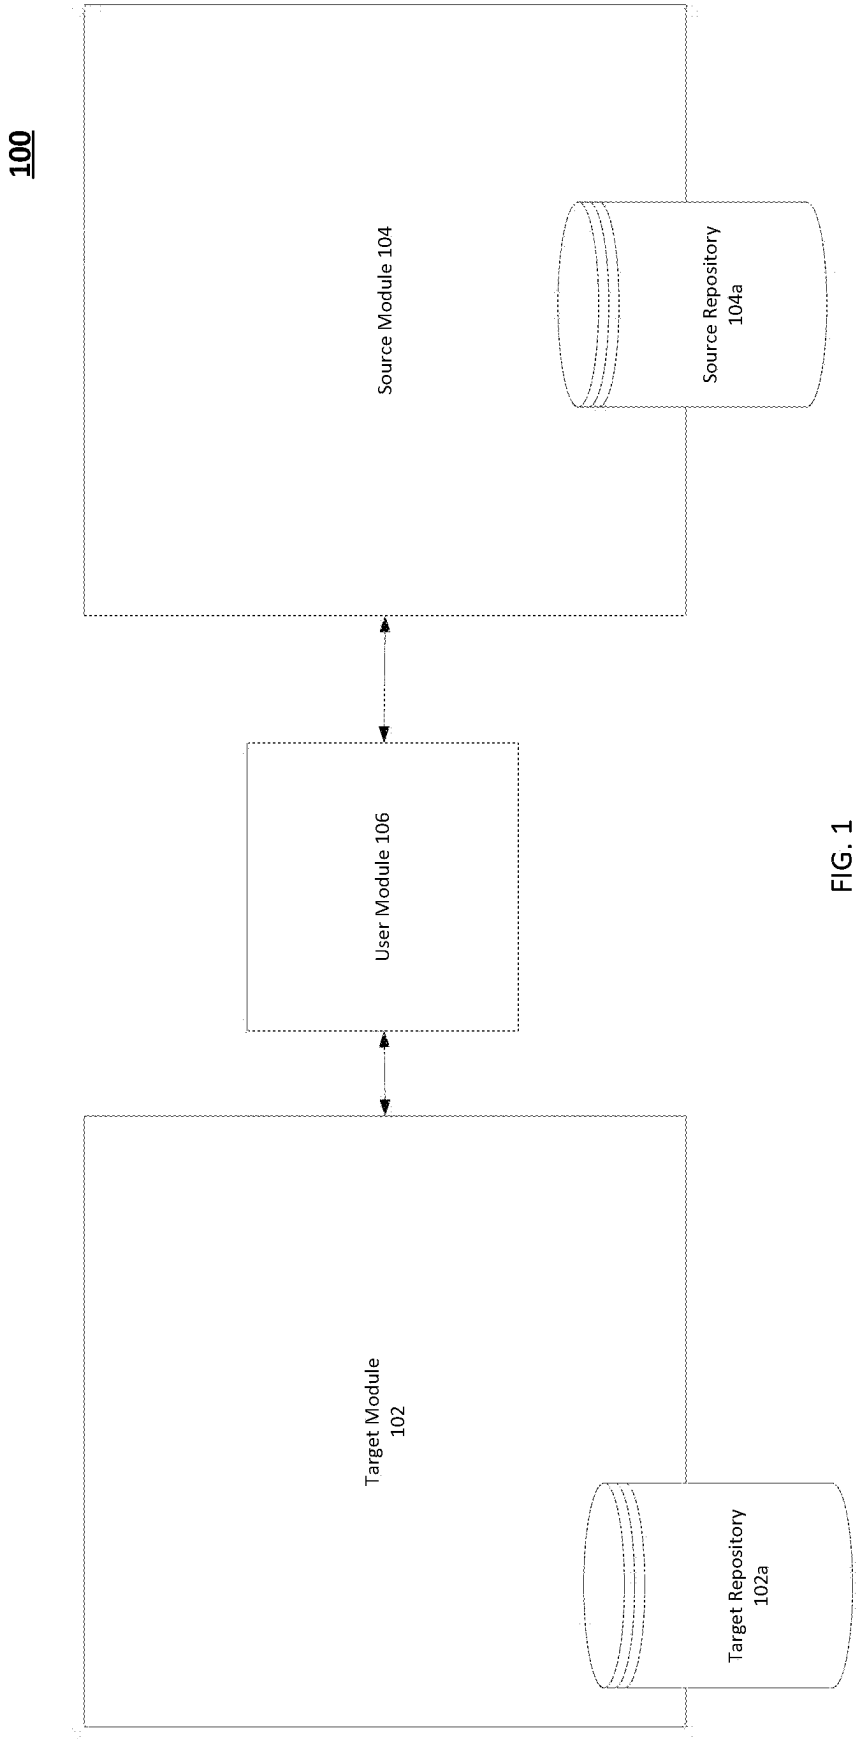 100
Target Module
102
Target Repository
102a
User Module 106
Source Module 104
Source Repository
104a
FIG. 1